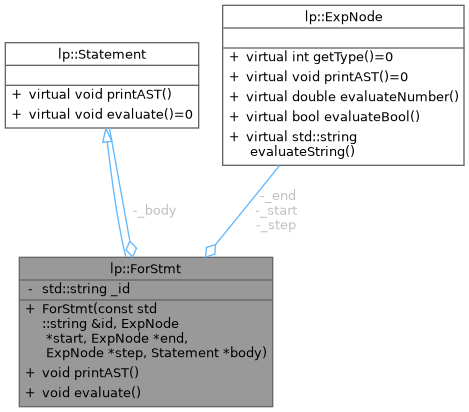 lp::ExpNode
+ virtual int getType()=0
+ virtual void printAST()=0
+ virtual double evaluateNumber()
+ virtual bool evaluateBool()
+ virtual std::string
evaluateString()
lp::Statement
+ virtual void printAST()
+ virtual void evaluate()=0
-_body
-_end
-_start
-_step
lp::ForStmt
- std::string _id
+ ForStmt(const std
::string &id, ExpNode
*start, ExpNode *end,
ExpNode *step, Statement *body)
+ void printAST()
+ void evaluate()